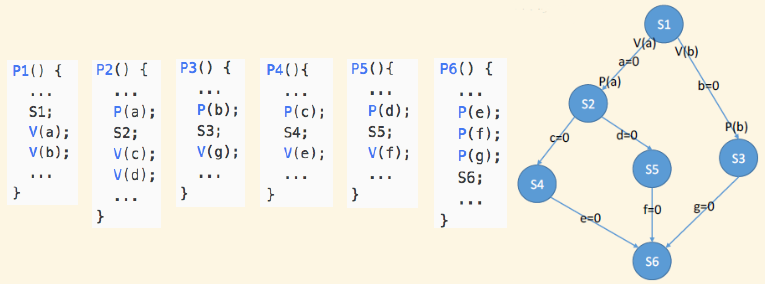 P1() {
...
S1;
V(a);
V(b);
...
}
P2() {
...
P(a);
S2;
V(c);
V(d);
...
}
P3() {
...
P(b);
S3;
V(g);
...
}
P4(){
...
P(c);
S4;
V(e);
...
}
P5(){
...
P(d);
S5;
V(f);
...
}
P6() {
...
P(e);
P(f);
P(g);
S6;
...
}
S1
V(a)
V(b)
a=0
P(a)
b=0
S2
P(b)
c=0
d=0
S3
S4
S5
e=0
f=0
g=0
S6